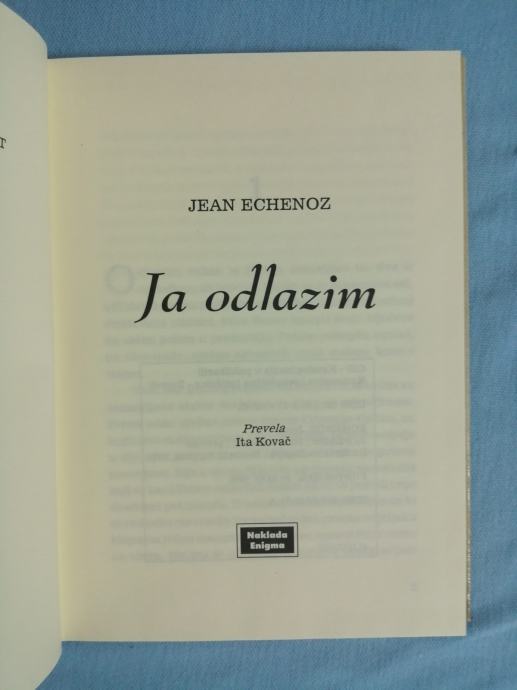 JEAN ECHENOZ
Ja odlazim
Prevela
Ita Kovač
Naklada
Enigma